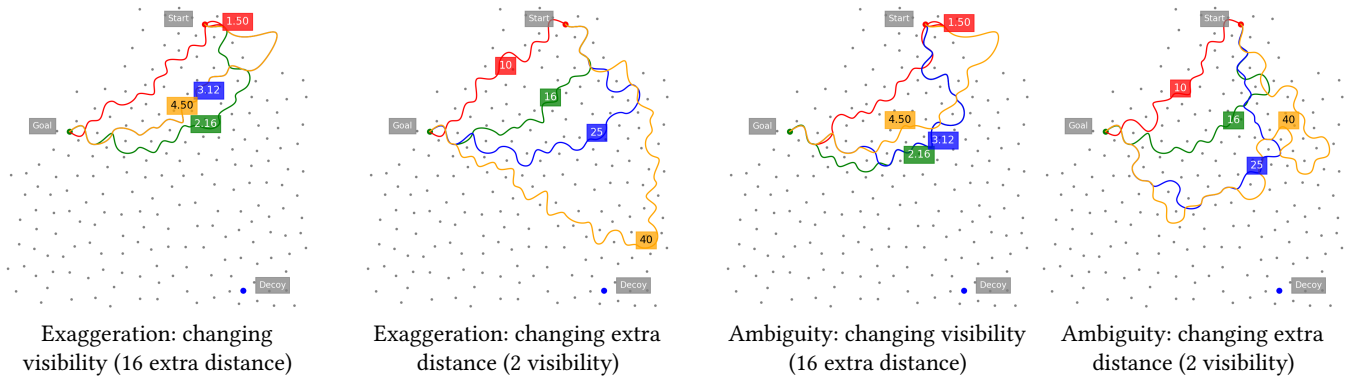 Start
1.50
3.12
4.50
2.16
Goal
Decoy
Exaggeration: changing
visibility (16 extra distance)
Start
10
16
25
Goal
40
Decoy
Exaggeration: changing extra
distance (2 visibility)
Start
1.50
4.50
Goal
3.12
2.16
Decoy
Ambiguity: changing visibility
(16 extra distance)
Start
10
16
40
Goal
25
Decoy
Ambiguity: changing extra
distance (2 visibility)